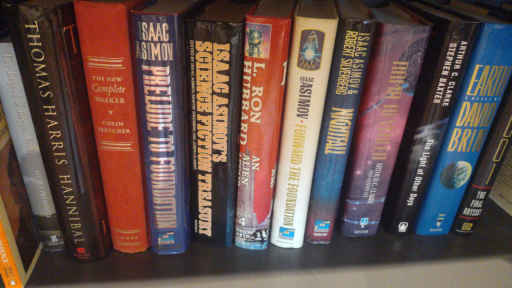 THOMAS HARRIS HANNIBAL
THE NEW
Complete
ISAAC
ASIMOV
PRELUDE TO FOUNDATION
ISAAC ASIMOV'S
SCIENCE FICTION TREASURY
L. RON
HUBBARD
AN
ALIEN
ISAAC
ASIMOV
FORWARD THE FOUNDATION
ISAAC ASIMOV &
ROBERT SILVERBERG
NIGHTFALL
ARTHUR C. CLARKE
STEPHEN BAXTER
The Light of Other Days
EARTH
DAVID
BRIN
THE FINAL ODYSSEY